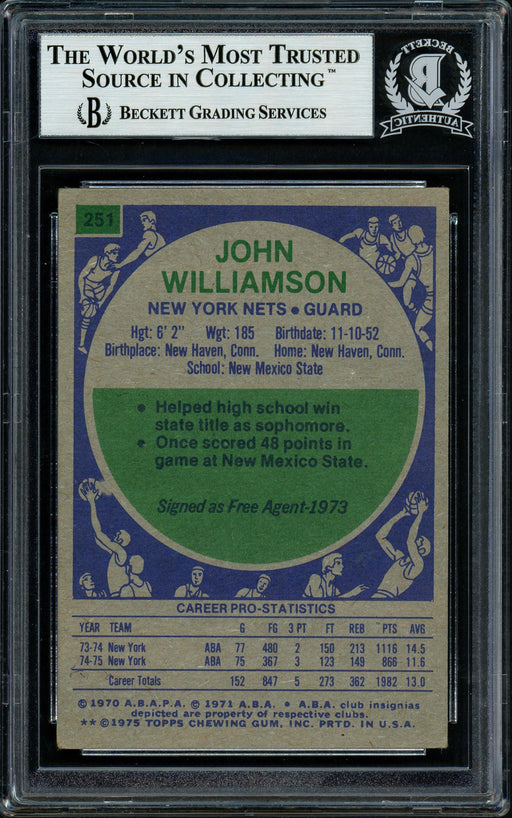 THE WORLD'S MOST TRUSTED
SOURCE IN COLLECTING™
B BECKETT GRADING SERVICES
BECKETT
B
AUTHENTIC
251
JOHN
WILLIAMSON
NEW YORK NETS • GUARD
Hgt: 6' 2" Wgt: 185 Birthdate: 11-10-52
Birthplace: New Haven, Conn. Home: New Haven, Conn.
School: New Mexico State
• Helped high school win
state title as sophomore.
• Once scored 48 points in
game at New Mexico State.
Signed as Free Agent-1973
CAREER PRO-STATISTICS
YEAR TEAM G FG 3 PT FT REB PTS AVG
73-74 New York ABA 77 480 2 150 213 1116 14.5
74-75 New York ABA 75 367 3 123 149 866 11.6
Career Totals 152 847 5 273 362 1982 13.0
© 1970 A.B.A.P.A. © 1971 A.B.A. • A.B.A. club insignias
depicted are property of respective clubs.
** © 1975 TOPPS CHEWING GUM, INC. PRTD. IN U.S.A.